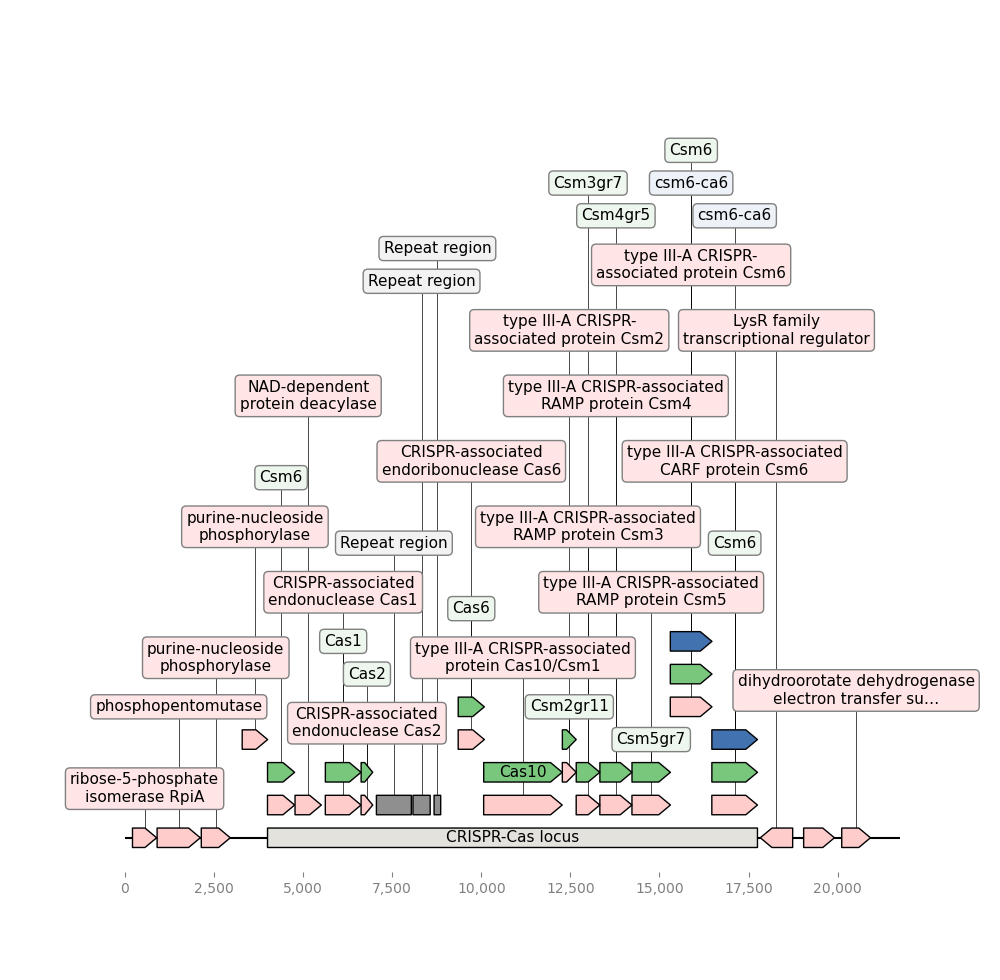 Csm6
Csm3gr7
csm6-ca6
Csm4gr5
csm6-ca6
Repeat region
type III-A CRISPR-
associated protein Csm6
Repeat region
type III-A CRISPR-
associated protein Csm2
LysR family
transcriptional regulator
NAD-dependent
protein deacylase
type III-A CRISPR-associated
RAMP protein Csm4
CRISPR-associated
endoribonuclease Cas6
type III-A CRISPR-associated
CARF protein Csm6
Csm6
purine-nucleoside
phosphorylase
type III-A CRISPR-associated
RAMP protein Csm3
Repeat region
Csm6
CRISPR-associated
endonuclease Cas1
type III-A CRISPR-associated
RAMP protein Csm5
Cas6
Cas1
purine-nucleoside
phosphorylase
type III-A CRISPR-associated
protein Cas10/Csm1
Cas2
dihydroorotate dehydrogenase
electron transfer su…
phosphopentomutase
Csm2gr11
CRISPR-associated
endonuclease Cas2
Csm5gr7
Cas10
ribose-5-phosphate
isomerase RpiA
CRISPR-Cas locus
0
2,500
5,000
7,500
10,000
12,500
15,000
17,500
20,000